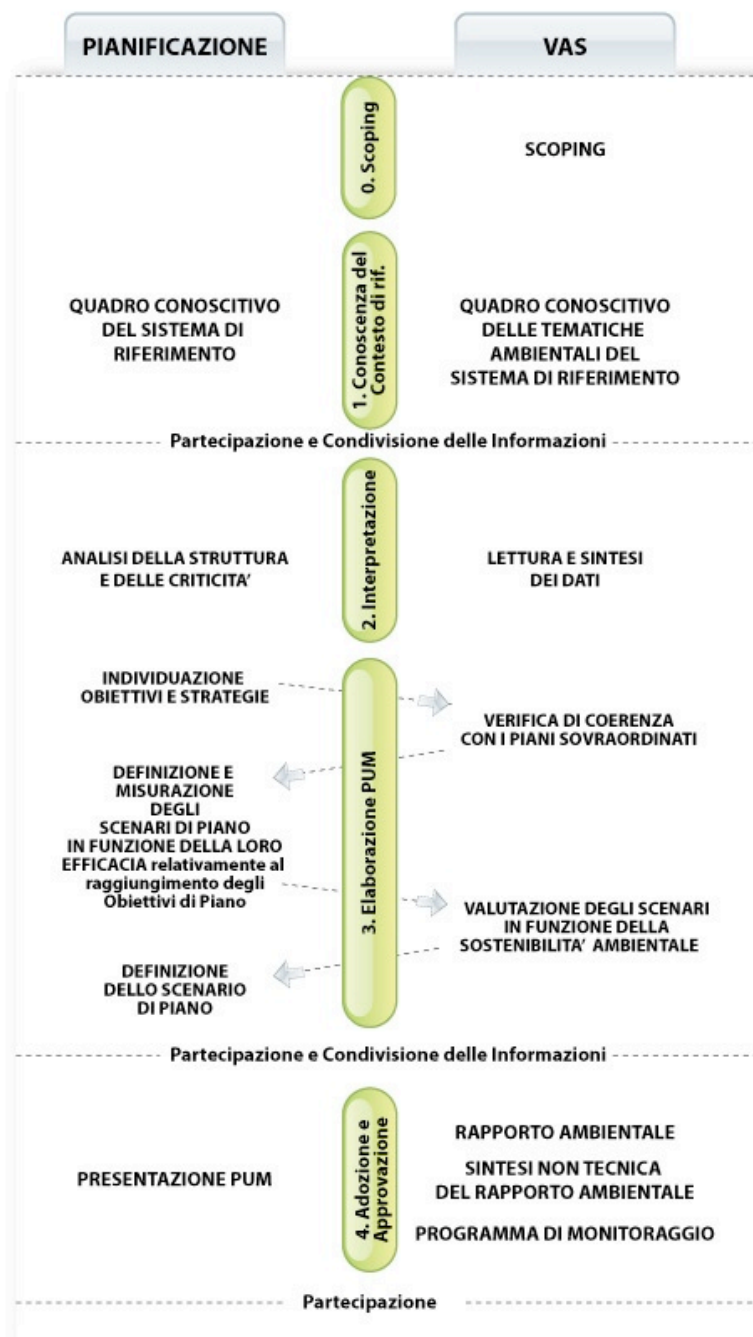 PIANIFICAZIONE
VAS
0. Scoping
SCOPING
1. Conoscenza del
Contesto di rif.
QUADRO CONOSCITIVO
DEL SISTEMA DI
RIFERIMENTO
QUADRO CONOSCITIVO
DELLE TEMATICHE
AMBIENTALI DEL
SISTEMA DI RIFERIMENTO
Partecipazione e Condivisione delle Informazioni
2. Interpretazione
ANALISI DELLA STRUTTURA
E DELLE CRITICITA’
LETTURA E SINTESI
DEI DATI
3. Elaborazione PUM
INDIVIDUAZIONE
OBIETTIVI E STRATEGIE
VERIFICA DI COERENZA
CON I PIANI SOVRAORDINATI
DEFINIZIONE E
MISURAZIONE
DEGLI
SCENARI DI PIANO
IN FUNZIONE DELLA LORO
EFFICACIA relativamente al
raggiungimento degli
Obiettivi di Piano
VALUTAZIONE DEGLI SCENARI
IN FUNZIONE DELLA
SOSTENIBILITA’ AMBIENTALE
DEFINIZIONE
DELLO SCENARIO
DI PIANO
Partecipazione e Condivisione delle Informazioni
4. Adozione e
Approvazione
PRESENTAZIONE PUM
RAPPORTO AMBIENTALE
SINTESI NON TECNICA
DEL RAPPORTO AMBIENTALE
PROGRAMMA DI MONITORAGGIO
Partecipazione